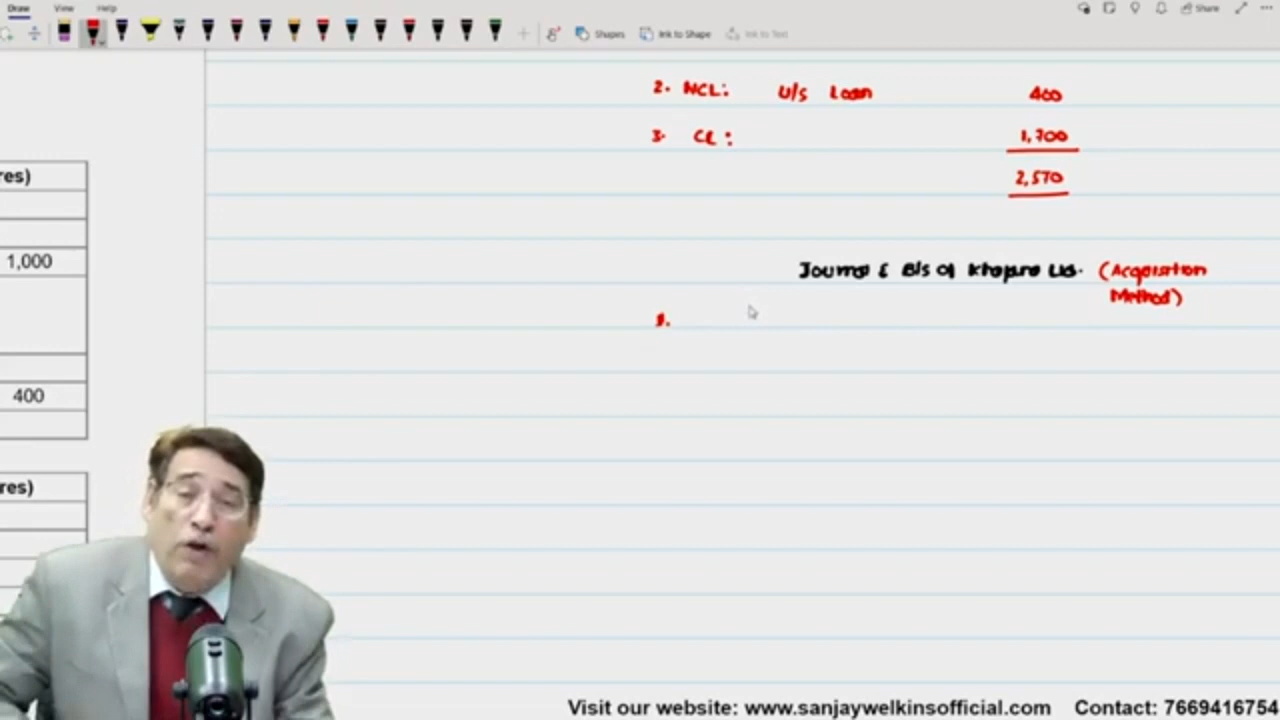 Draw View Help
Share
Shapes Ink to Shape Ink to Text
2. NCL: U/S Loan 400
3. CL: 1,700
2,570
res)
1,000
400
res)
Journal & B/S of Ltd. (Acquisition
Method)
1.
Visit our website: www.sanjaywelkinsofficial.com Contact: 7669416754